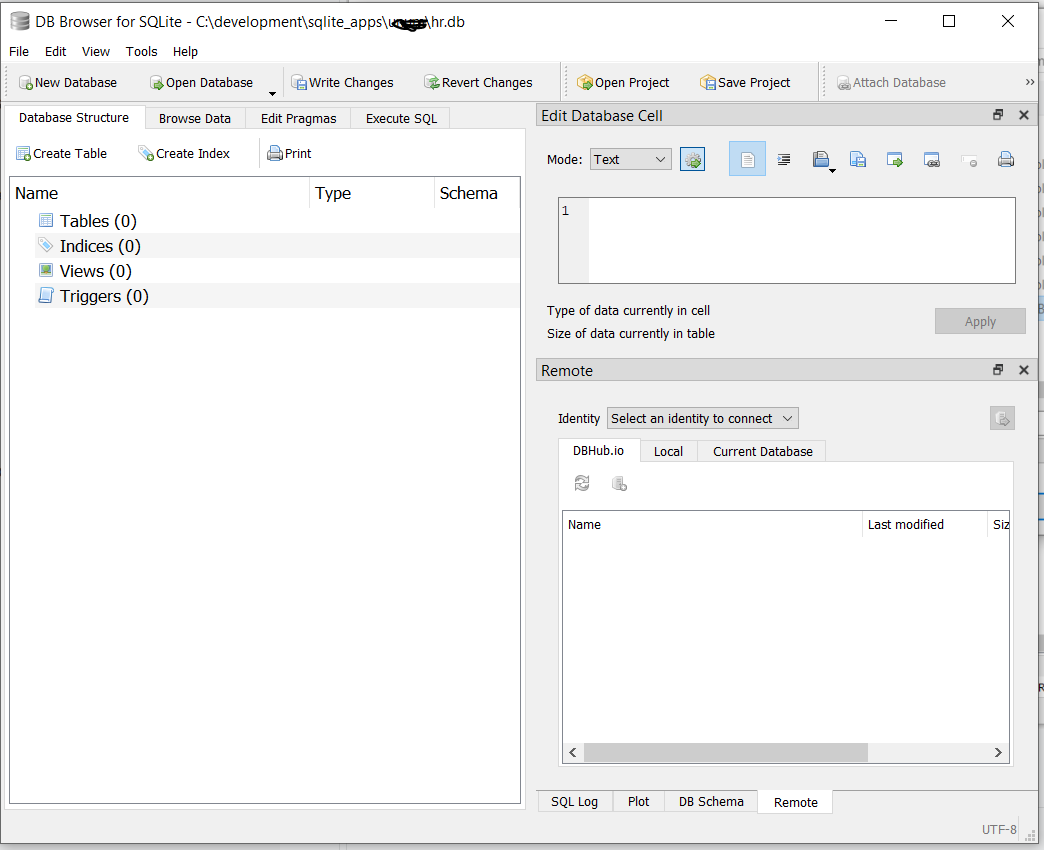 DB Browser for SQLite - C:\development\sqlite_apps\ \hr.db
File Edit View Tools Help
New Database Open Database Write Changes Revert Changes Open Project Save Project Attach Database »
Database Structure Browse Data Edit Pragmas Execute SQL
Create Table Create Index Print
Name Type Schema
Tables (0)
Indices (0)
Views (0)
Triggers (0)
Edit Database Cell
Mode: Text
1
Type of data currently in cell
Size of data currently in table
Apply
Remote
Identity Select an identity to connect
DBHub.io Local Current Database
Name Last modified Siz
SQL Log Plot DB Schema Remote
UTF-8